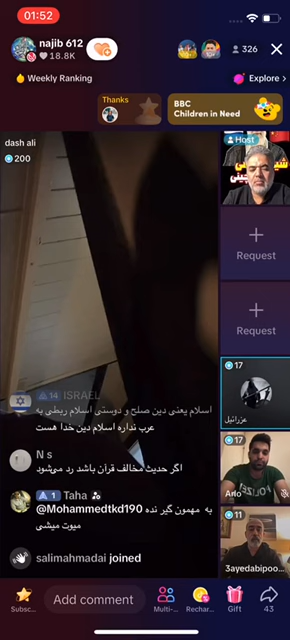 01:52
najib 612
18.8K
326
Weekly Ranking
Explore >
Thanks
BBC
Children in Need
dash ali
200
Host
Request
Request
17
عزرائیل
17
Arlo
11
3ayedabipoo...
14 ISRAEL
اسلام یعنی دین صلح و دوستی اسلام ربطی به
عرب نداره اسلام دین خدا هست
N s
اگر حدیث مخالف قرآن باشد رد می‌شود
1 Taha
@Mohammedtkd190 به مهمون گیر نده
میوت میشی
salimahmadai joined
Subsc...
Add comment
Multi-...
Rechar...
Gift
43